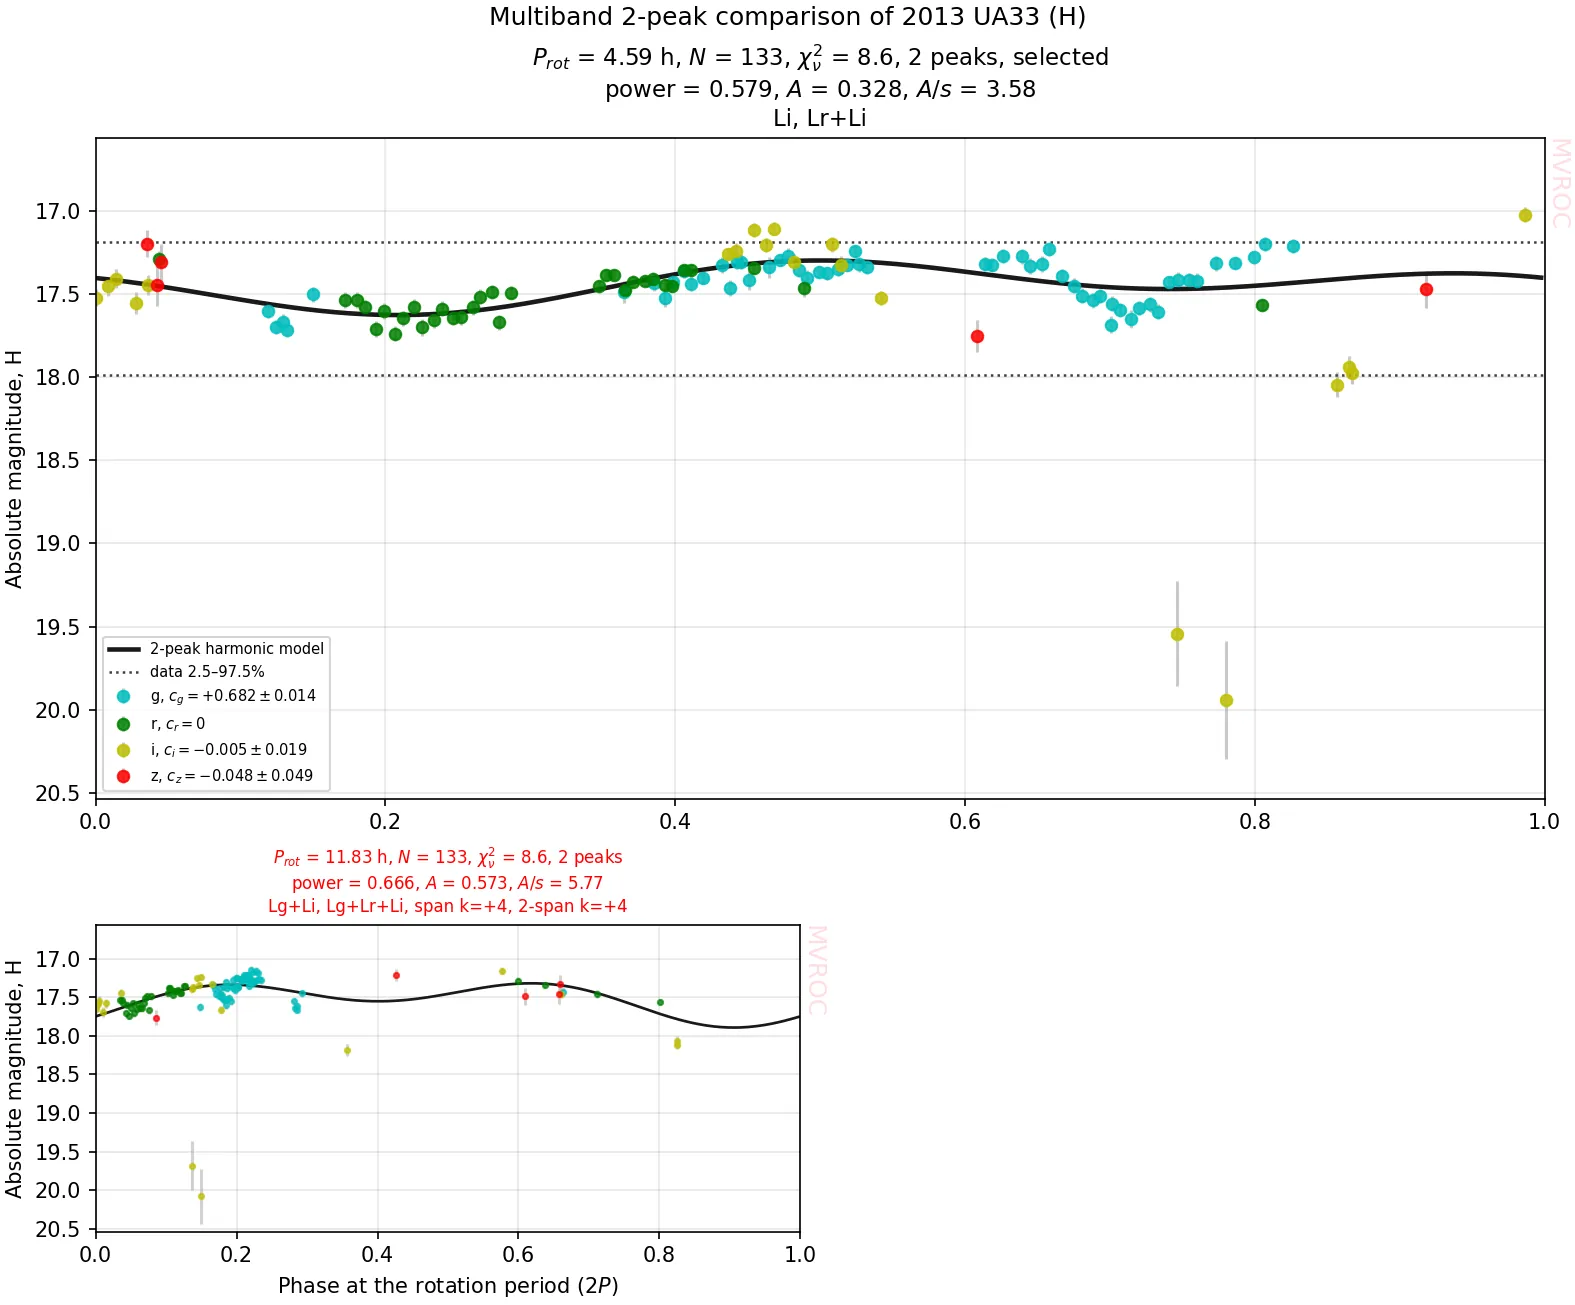 Multiband 2-peak comparison of 2013 UA33 (H)
P_rot = 4.59 h, N = 133, χ²_ν = 8.6, 2 peaks, selected
power = 0.579, A = 0.328, A/s = 3.58
Li, Lr+Li
MVROC
Absolute magnitude, H
17.0
17.5
18.0
18.5
19.0
19.5
20.0
20.5
2-peak harmonic model
data 2.5–97.5%
g, c_g = +0.682 ± 0.014
r, c_r = 0
i, c_i = −0.005 ± 0.019
z, c_z = −0.048 ± 0.049
0.0 0.2 0.4 0.6 0.8 1.0
P_rot = 11.83 h, N = 133, χ²_ν = 8.6, 2 peaks
power = 0.666, A = 0.573, A/s = 5.77
Lg+Li, Lg+Lr+Li, span k=+4, 2-span k=+4
MVROC
Absolute magnitude, H
17.0
17.5
18.0
18.5
19.0
19.5
20.0
20.5
0.0 0.2 0.4 0.6 0.8 1.0
Phase at the rotation period (2P)